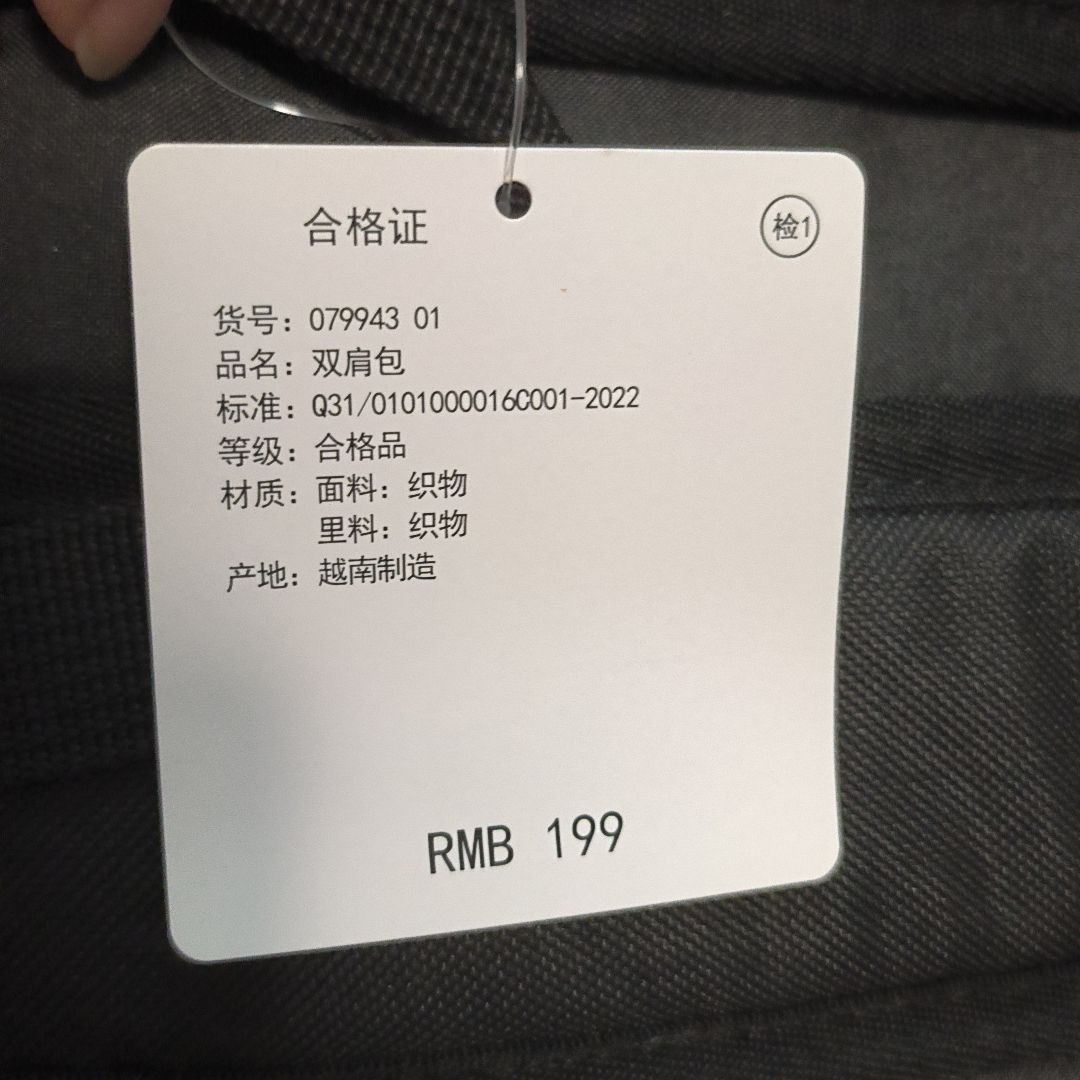 合格证
检1
货号：079943 01
品名：双肩包
标准：Q31/0101000016C001-2022
等级：合格品
材质：面料：织物
里料：织物
产地：越南制造
RMB 199